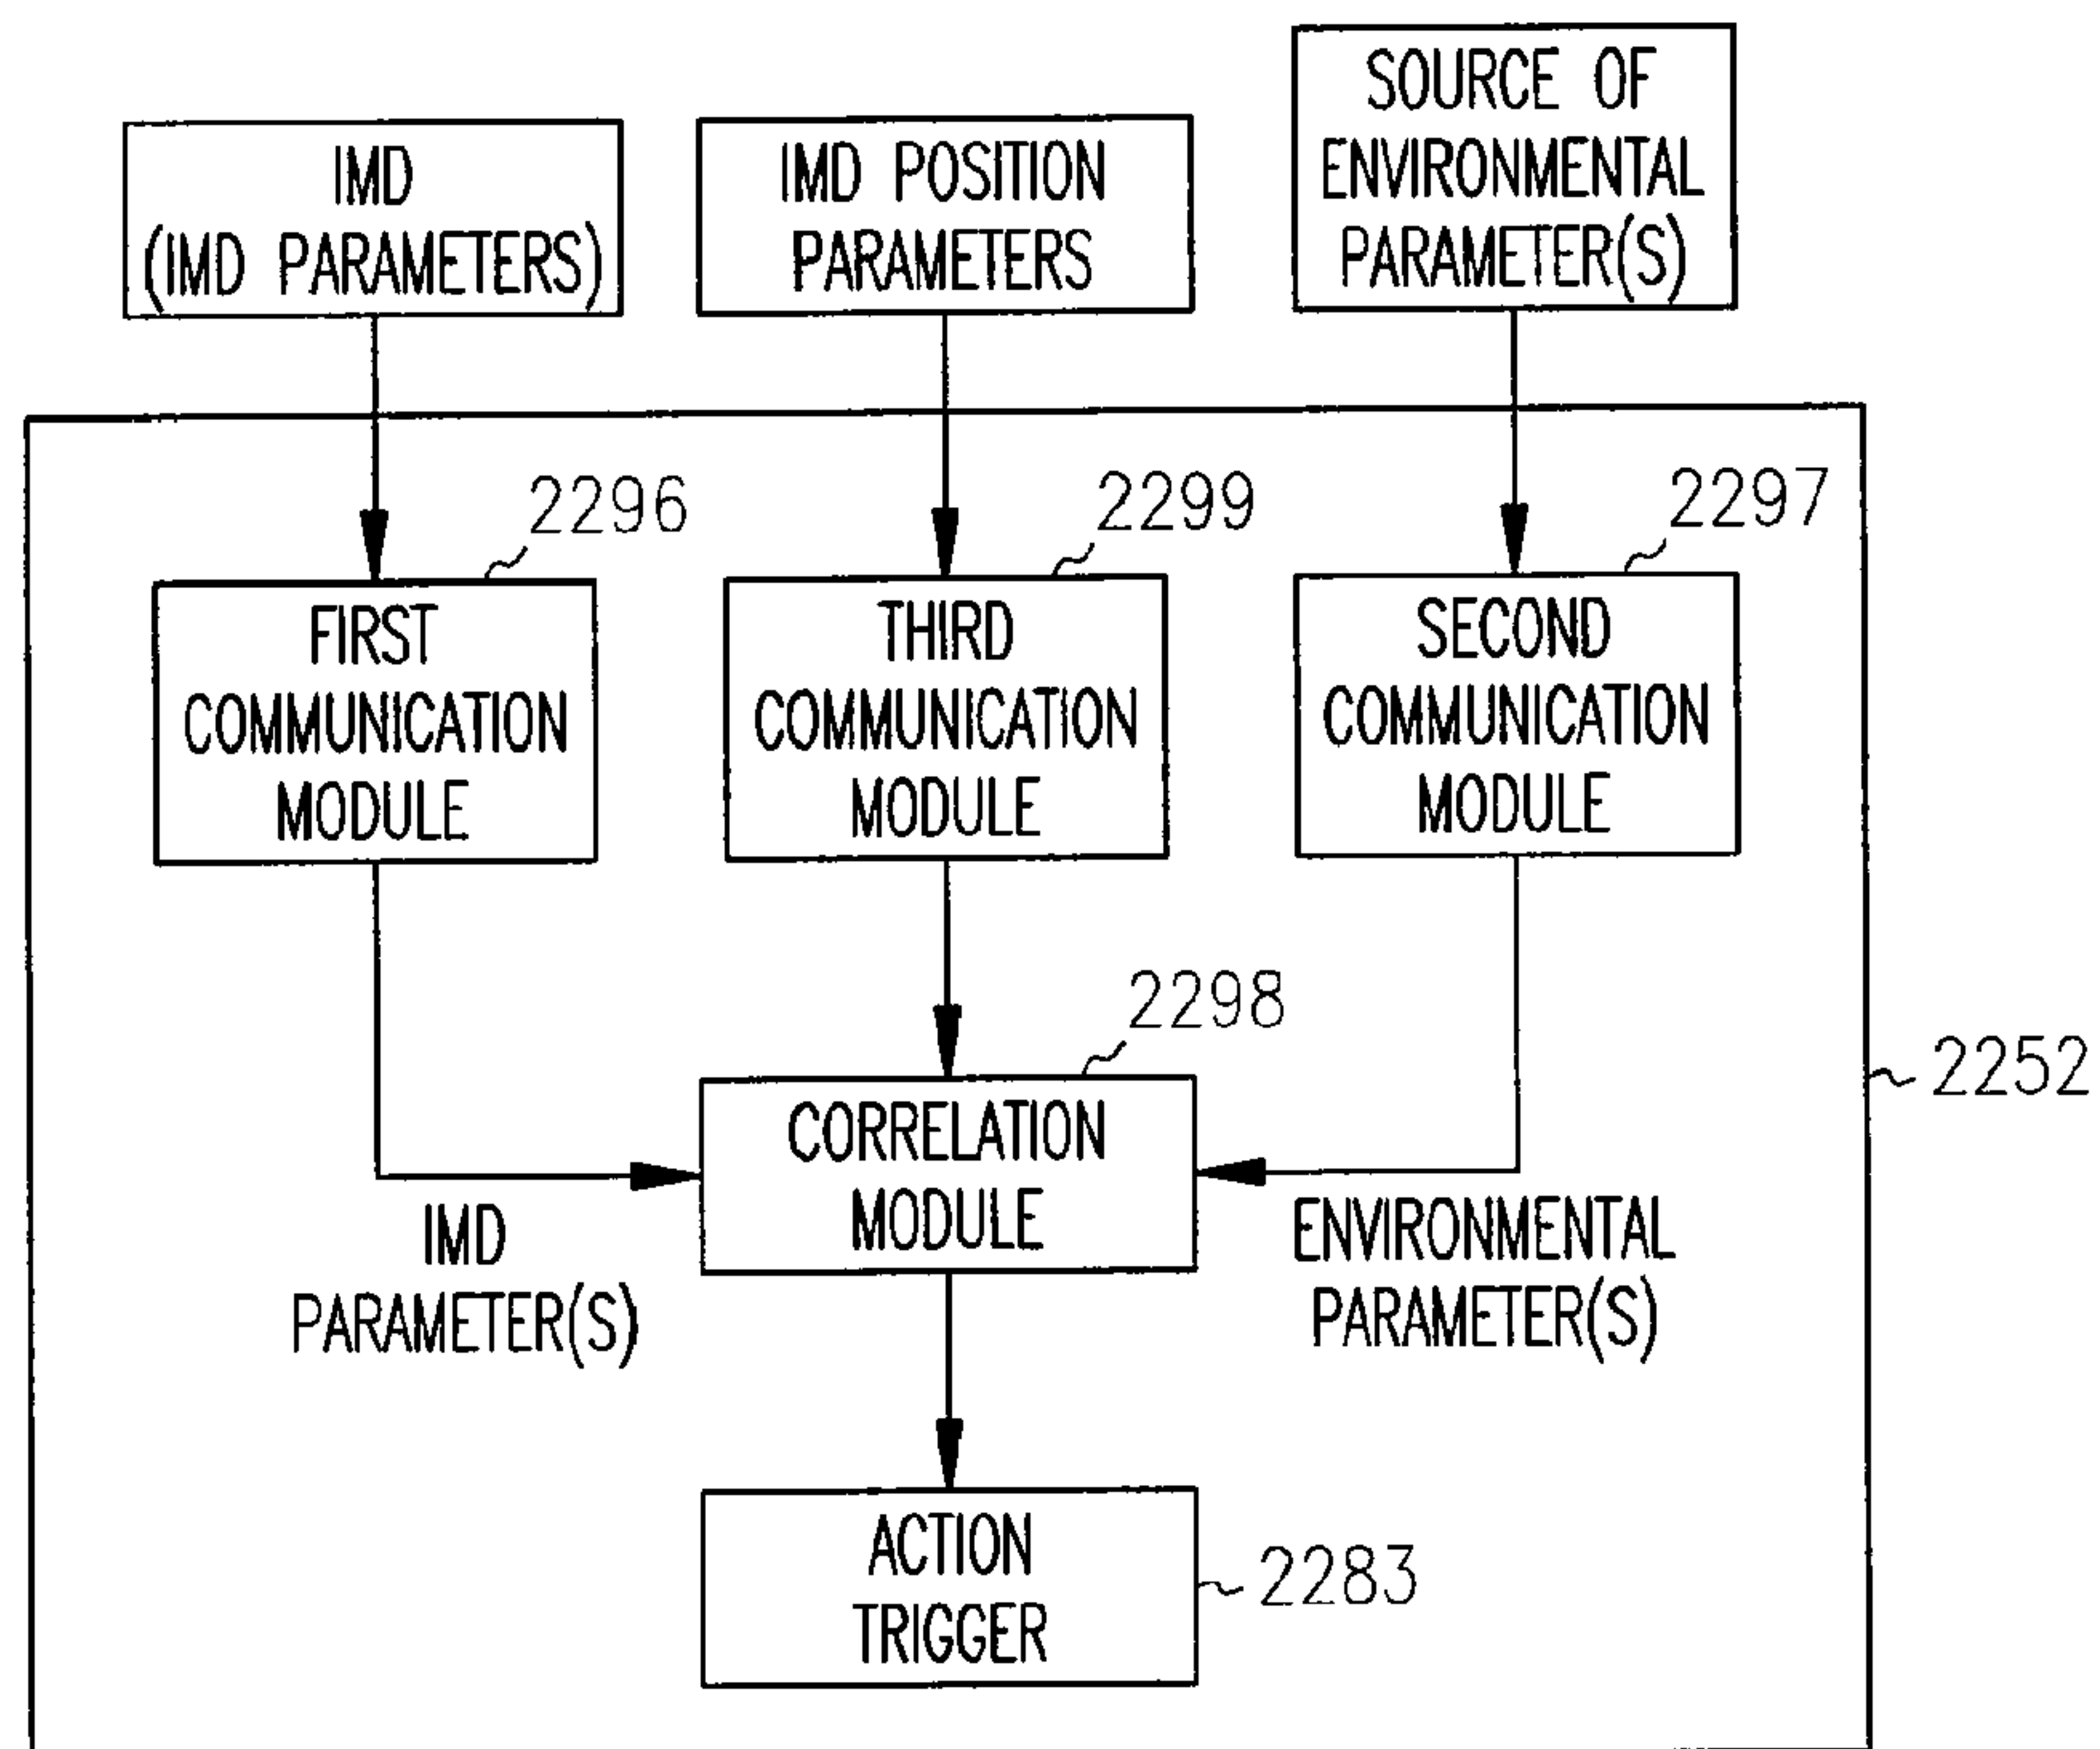 IMD
(IMD PARAMETERS)
IMD POSITION
PARAMETERS
SOURCE OF
ENVIRONMENTAL
PARAMETER(S)
2296
FIRST
COMMUNICATION
MODULE
2299
THIRD
COMMUNICATION
MODULE
2297
SECOND
COMMUNICATION
MODULE
2298
CORRELATION
MODULE
2252
IMD
PARAMETER(S)
ENVIRONMENTAL
PARAMETER(S)
ACTION
TRIGGER
2283